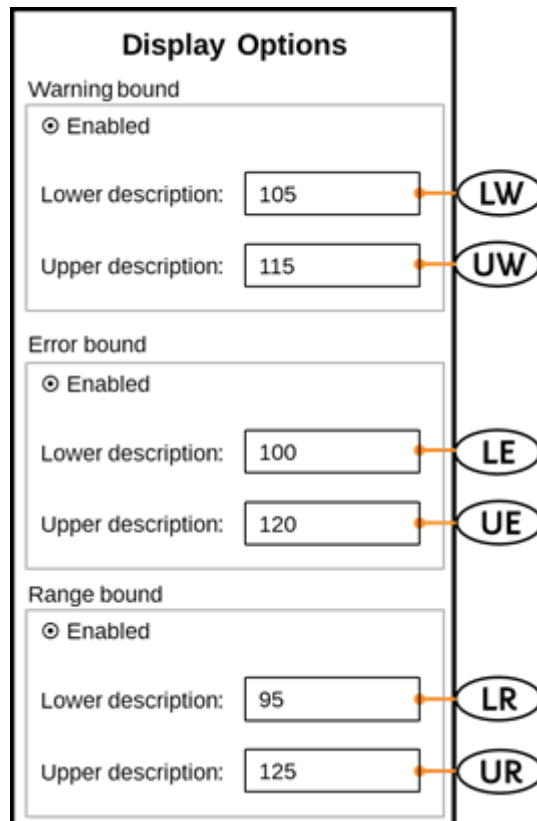 Display Options
Warning bound
Enabled
Lower description: 105 LW
Upper description: 115 UW
Error bound
Enabled
Lower description: 100 LE
Upper description: 120 UE
Range bound
Enabled
Lower description: 95 LR
Upper description: 125 UR